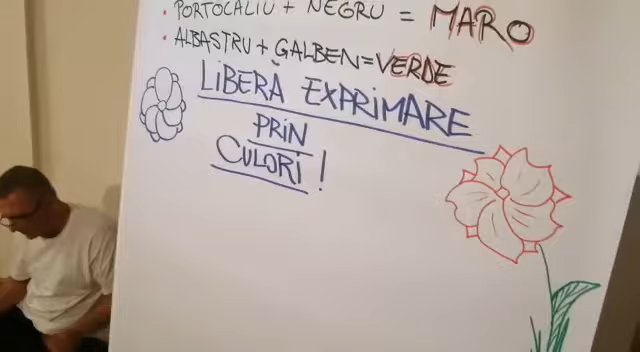 • PORTOCALIU + NEGRU = MARO
• ALBASTRU + GALBEN = VERDE
LIBERĂ EXPRIMARE
PRIN
CULORI!